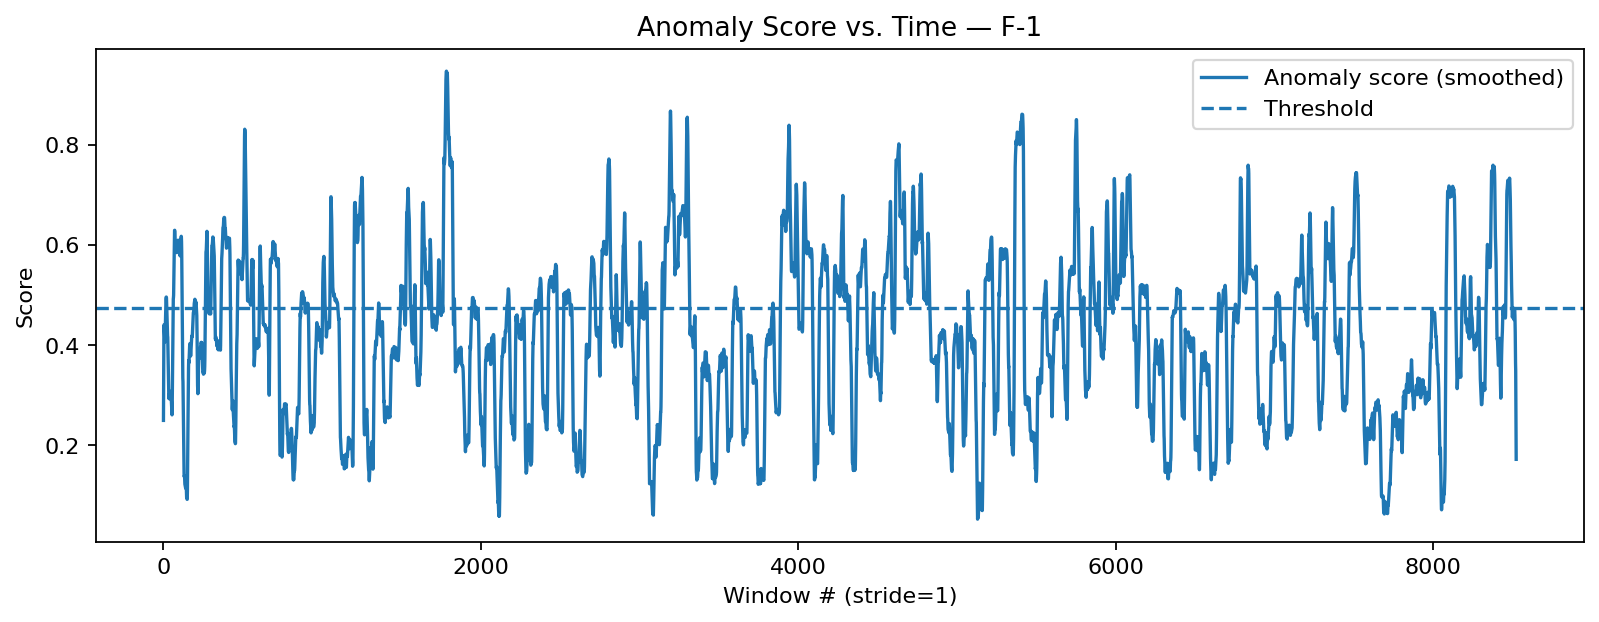 Anomaly Score vs. Time — F-1
Anomaly score (smoothed)
Threshold
Score
0.8
0.6
0.4
0.2
0 2000 4000 6000 8000
Window # (stride=1)